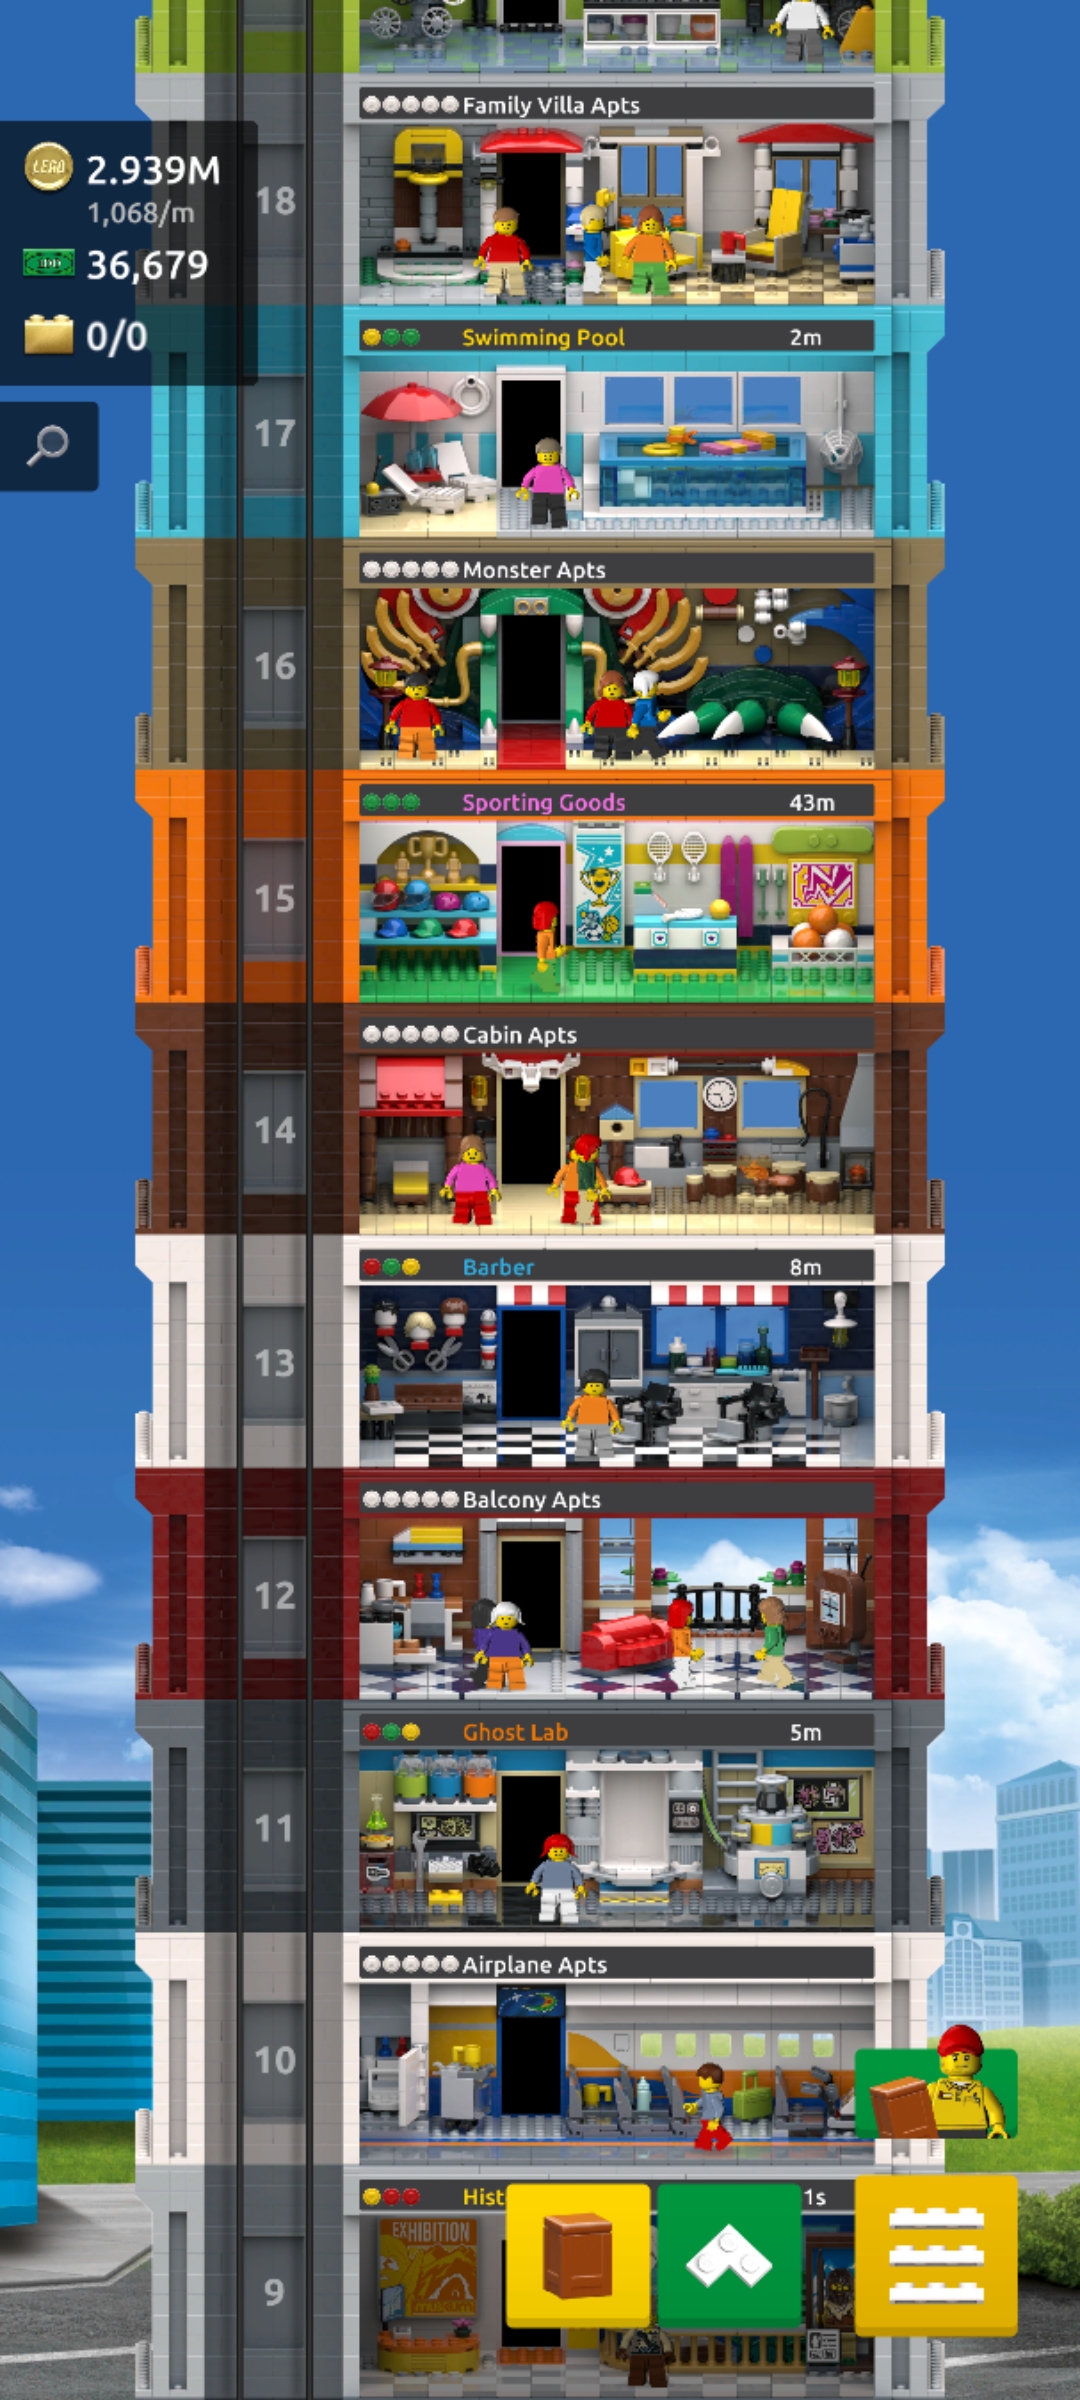 Family Villa Apts
LEGO
2.939M
1,068/m
18
36,679
0/0
Swimming Pool 2m
17
Monster Apts
16
Sporting Goods 43m
15
Cabin Apts
14
Barber 8m
13
Balcony Apts
12
Ghost Lab 5m
11
Airplane Apts
10
Hist 1s
EXHIBITION
museum
9